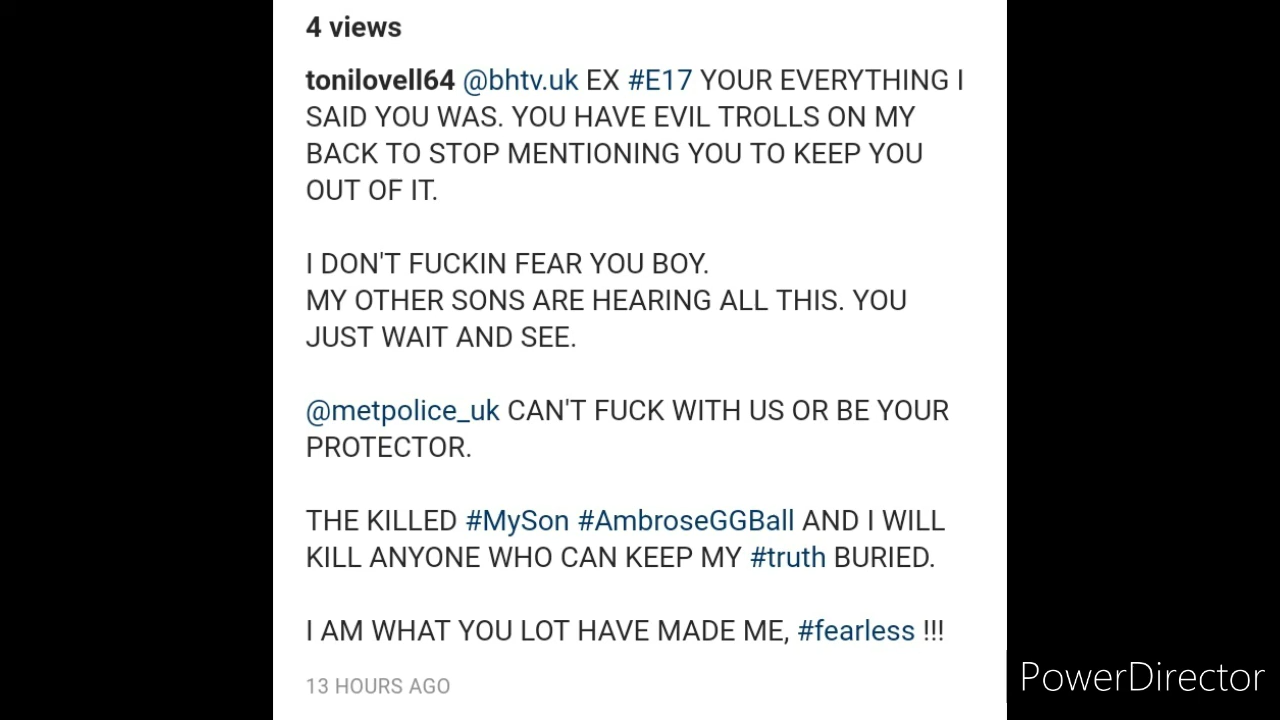 4 views
tonilovell64 @bhtv.uk EX #E17 YOUR EVERYTHING I
SAID YOU WAS. YOU HAVE EVIL TROLLS ON MY
BACK TO STOP MENTIONING YOU TO KEEP YOU
OUT OF IT.
I DON'T FUCKIN FEAR YOU BOY.
MY OTHER SONS ARE HEARING ALL THIS. YOU
JUST WAIT AND SEE.
@metpolice_uk CAN'T FUCK WITH US OR BE YOUR
PROTECTOR.
THE KILLED #MySon #AmbroseGGBall AND I WILL
KILL ANYONE WHO CAN KEEP MY #truth BURIED.
I AM WHAT YOU LOT HAVE MADE ME, #fearless !!!
13 HOURS AGO
PowerDirector